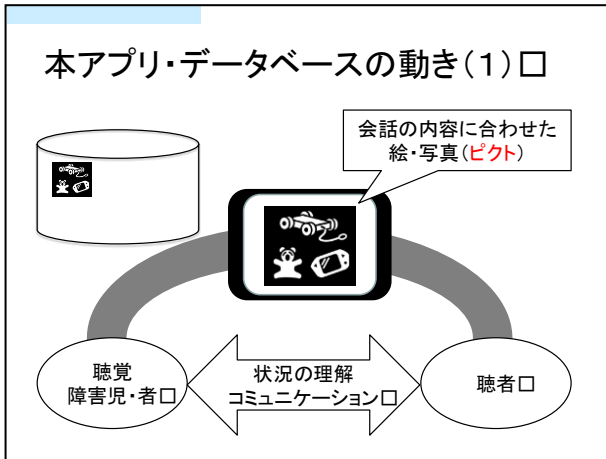 本アプリ・データベースの動き(1)□
会話の内容に合わせた
絵・写真(ピクト)
聴覚
障害児・者□
状況の理解
コミュニケーション□
聴者□